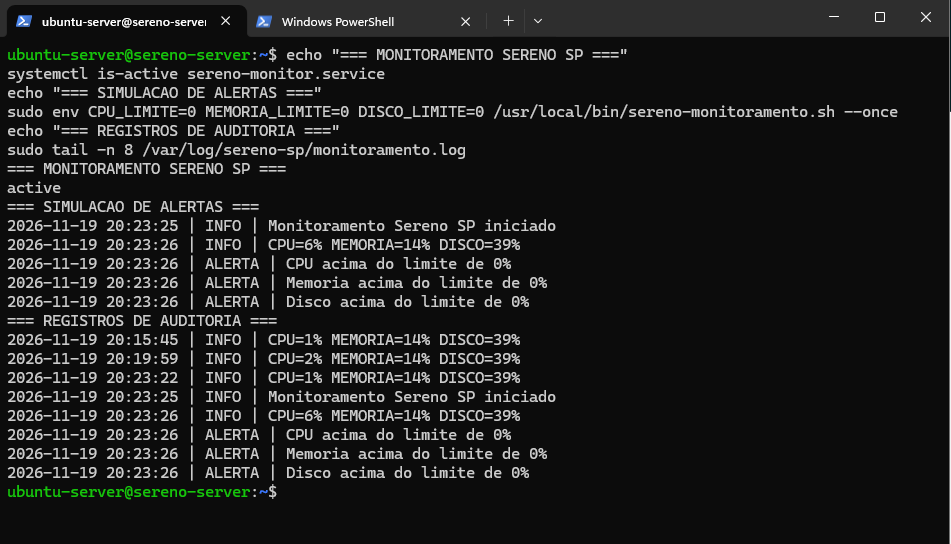 ubuntu-server@sereno-server
Windows PowerShell
ubuntu-server@sereno-server:~$ echo "=== MONITORAMENTO SERENO SP ==="
systemctl is-active sereno-monitor.service
echo "=== SIMULACAO DE ALERTAS ==="
sudo env CPU_LIMITE=0 MEMORIA_LIMITE=0 DISCO_LIMITE=0 /usr/local/bin/sereno-monitoramento.sh --once
echo "=== REGISTROS DE AUDITORIA ==="
sudo tail -n 8 /var/log/sereno-sp/monitoramento.log
=== MONITORAMENTO SERENO SP ===
active
=== SIMULACAO DE ALERTAS ===
2026-11-19 20:23:25 | INFO | Monitoramento Sereno SP iniciado
2026-11-19 20:23:26 | INFO | CPU=6% MEMORIA=14% DISCO=39%
2026-11-19 20:23:26 | ALERTA | CPU acima do limite de 0%
2026-11-19 20:23:26 | ALERTA | Memoria acima do limite de 0%
2026-11-19 20:23:26 | ALERTA | Disco acima do limite de 0%
=== REGISTROS DE AUDITORIA ===
2026-11-19 20:15:45 | INFO | CPU=1% MEMORIA=14% DISCO=39%
2026-11-19 20:19:59 | INFO | CPU=2% MEMORIA=14% DISCO=39%
2026-11-19 20:23:22 | INFO | CPU=1% MEMORIA=14% DISCO=39%
2026-11-19 20:23:25 | INFO | Monitoramento Sereno SP iniciado
2026-11-19 20:23:26 | INFO | CPU=6% MEMORIA=14% DISCO=39%
2026-11-19 20:23:26 | ALERTA | CPU acima do limite de 0%
2026-11-19 20:23:26 | ALERTA | Memoria acima do limite de 0%
2026-11-19 20:23:26 | ALERTA | Disco acima do limite de 0%
ubuntu-server@sereno-server:~$